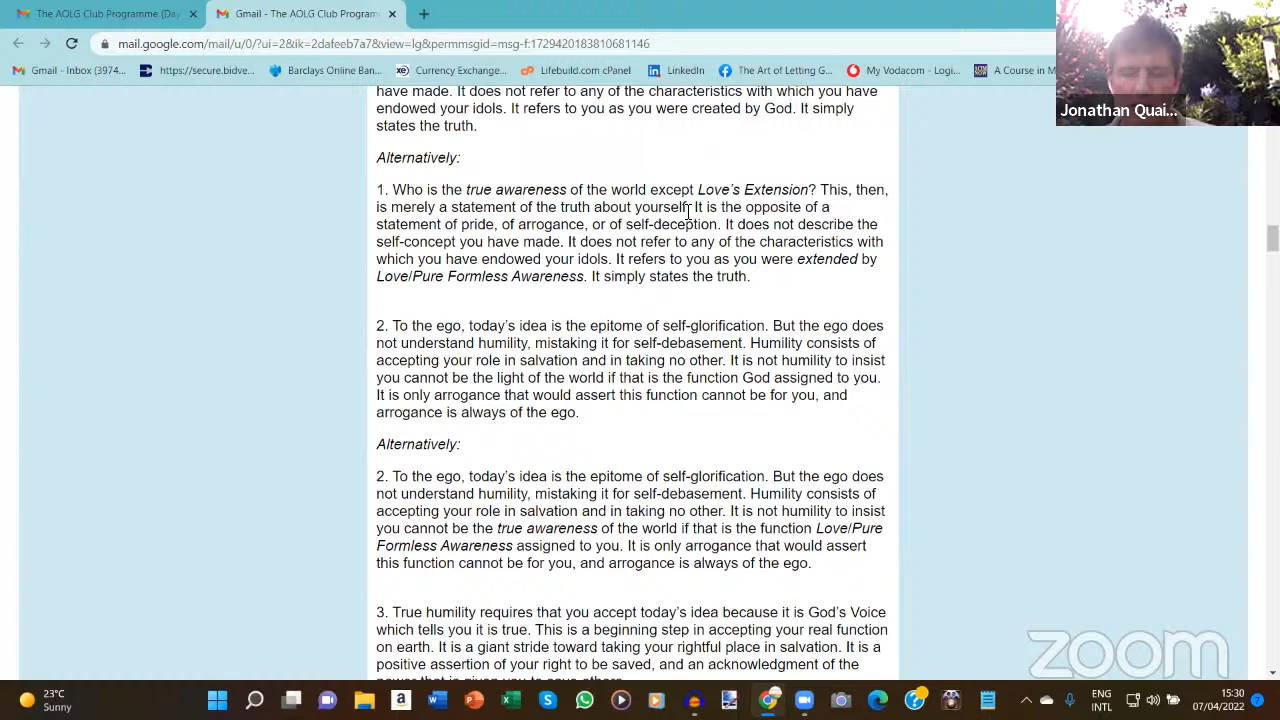 The AOLG Club Programme (Day
Gmail - The AOLG Club Program
mail.google.com/mail/u/0/?ui=2&ik=2dafeeb7a7&view=lg&permmsgid=msg-f:1729420183810681146
Gmail - Inbox (3974...
https://secure.bidve...
Barclays Online Ban...
Currency Exchange...
Lifebuild.com cPanel
LinkedIn
The Art of Letting G...
My Vodacom - Logi...
A Course in M
Jonathan Quai...
have made. It does not refer to any of the characteristics with which you have
endowed your idols. It refers to you as you were created by God. It simply
states the truth.
Alternatively:
1. Who is the true awareness of the world except Love's Extension? This, then,
is merely a statement of the truth about yourself. It is the opposite of a
statement of pride, of arrogance, or of self-deception. It does not describe the
self-concept you have made. It does not refer to any of the characteristics with
which you have endowed your idols. It refers to you as you were extended by
Love/Pure Formless Awareness. It simply states the truth.
2. To the ego, today's idea is the epitome of self-glorification. But the ego does
not understand humility, mistaking it for self-debasement. Humility consists of
accepting your role in salvation and in taking no other. It is not humility to insist
you cannot be the light of the world if that is the function God assigned to you.
It is only arrogance that would assert this function cannot be for you, and
arrogance is always of the ego.
Alternatively:
2. To the ego, today's idea is the epitome of self-glorification. But the ego does
not understand humility, mistaking it for self-debasement. Humility consists of
accepting your role in salvation and in taking no other. It is not humility to insist
you cannot be the true awareness of the world if that is the function Love/Pure
Formless Awareness assigned to you. It is only arrogance that would assert
this function cannot be for you, and arrogance is always of the ego.
3. True humility requires that you accept today's idea because it is God's Voice
which tells you it is true. This is a beginning step in accepting your real function
on earth. It is a giant stride toward taking your rightful place in salvation. It is a
positive assertion of your right to be saved, and an acknowledgment of the
power that is given you to save others.
zoom
23°C
Sunny
ENG
INTL
15:30
07/04/2022